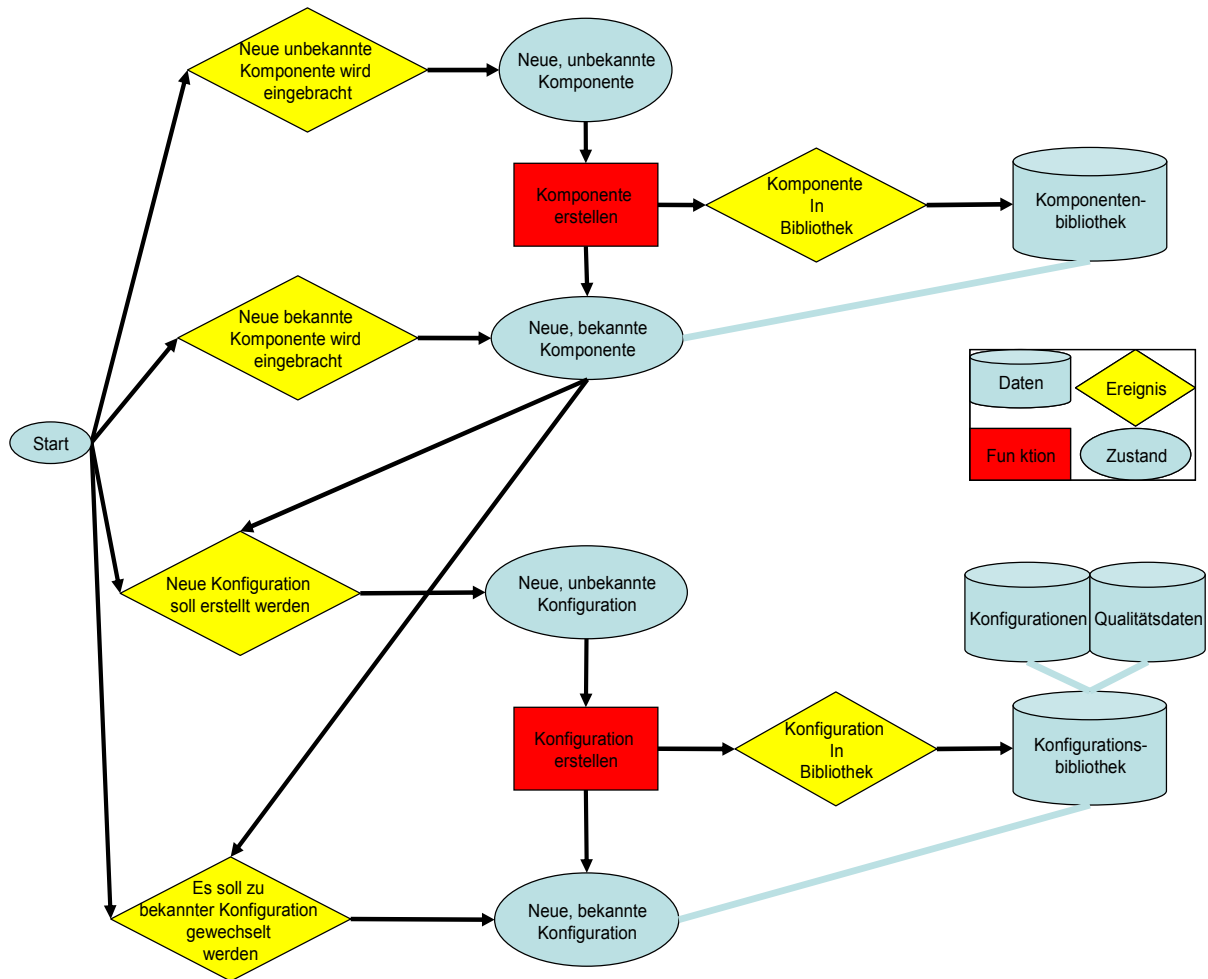 Neue unbekannte
Komponente wird
eingebracht
Neue, unbekannte
Komponente
Komponente
erstellen
Komponente
In
Bibliothek
Komponenten-
bibliothek
Neue bekannte
Komponente wird
eingebracht
Neue, bekannte
Komponente
Daten
Ereignis
Fun ktion
Zustand
Start
Neue Konfiguration
soll erstellt werden
Neue, unbekannte
Konfiguration
Konfigurationen
Qualitätsdaten
Konfiguration
erstellen
Konfiguration
In
Bibliothek
Konfigurations-
bibliothek
Es soll zu
bekannter Konfiguration
gewechselt
werden
Neue, bekannte
Konfiguration